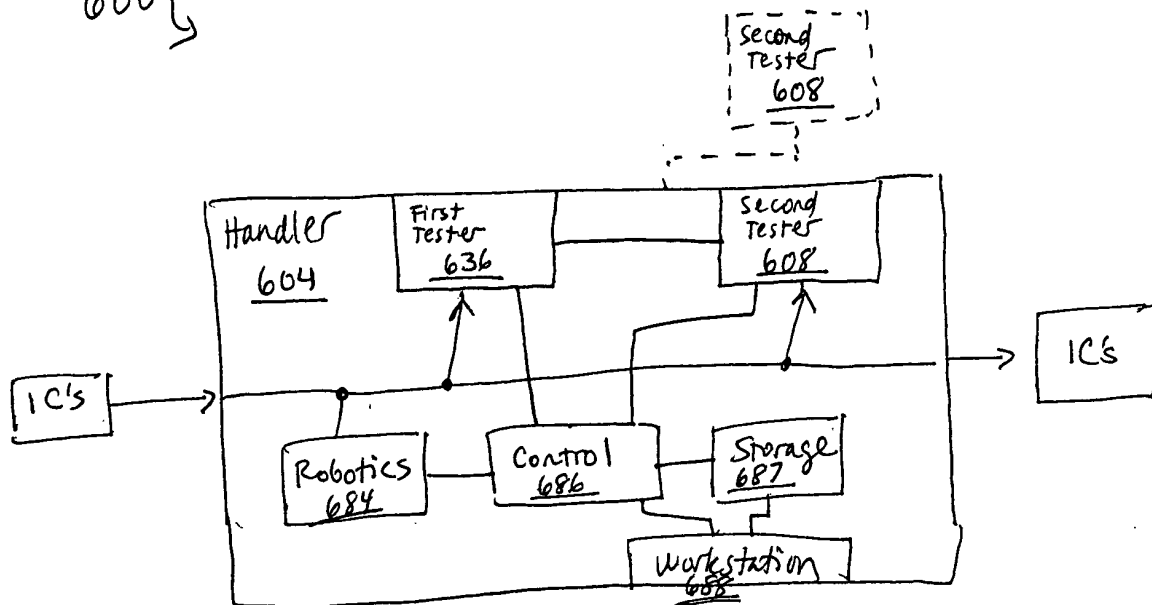 600
Second
Tester
608
Handler
604
First
Tester
636
Second
Tester
608
IC's
IC's
Robotics
684
Control
686
Storage
687
Workstation
688